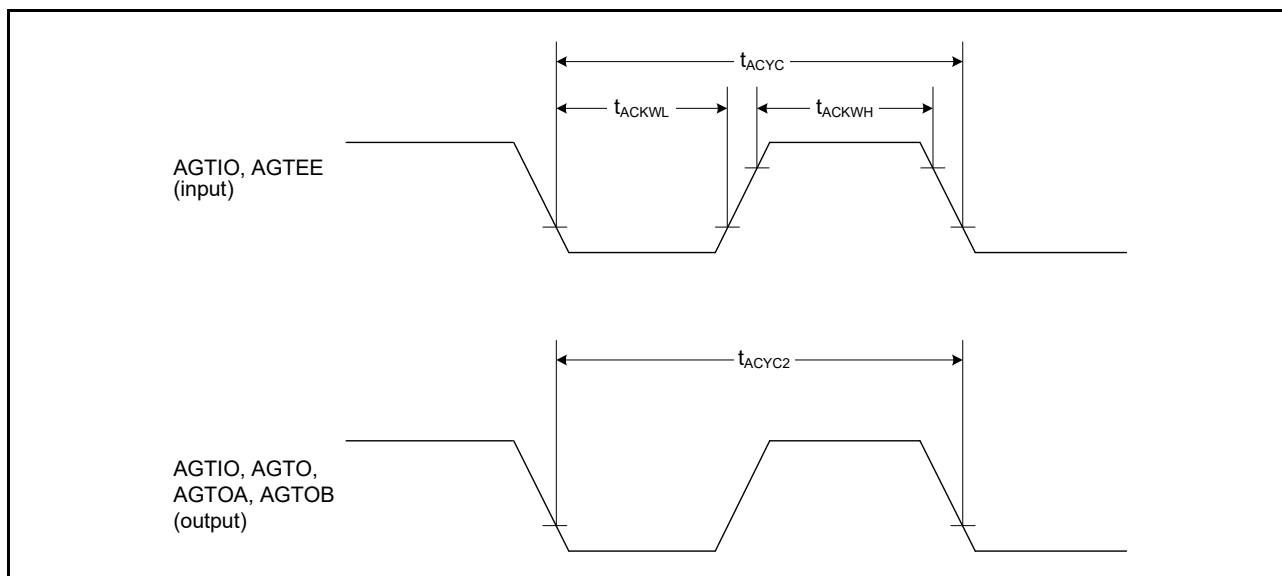 tACYC
tACKWL
tACKWH
AGTIO, AGTEE
(input)
tACYC2
AGTIO, AGTO,
AGTOA, AGTOB
(output)